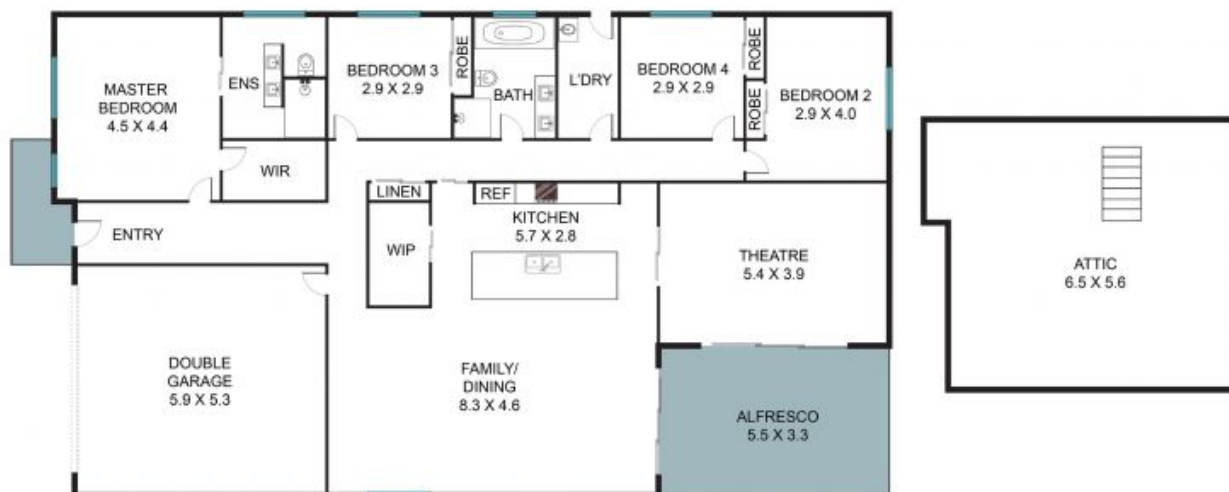 MASTER
BEDROOM
4.5 X 4.4
ENS
BEDROOM 3
2.9 X 2.9
ROBE
BATH
L'DRY
BEDROOM 4
2.9 X 2.9
ROBE
ROBE
BEDROOM 2
2.9 X 4.0
WIR
LINEN
REF
ENTRY
WIP
KITCHEN
5.7 X 2.8
THEATRE
5.4 X 3.9
ATTIC
6.5 X 5.6
DOUBLE
GARAGE
5.9 X 5.3
FAMILY/
DINING
8.3 X 4.6
ALFRESCO
5.5 X 3.3